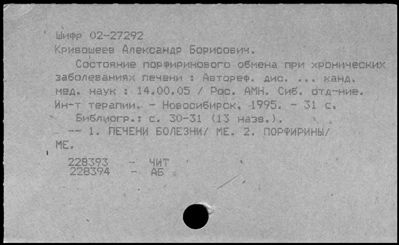 Шифр 02-27292
Кривошеев Александр Борисович.
Состояние порфиринового обмена при хронических
заболеваниях печени : Автореф. дис. ... канд.
мед. наук : 14.00.05 / Рос. АМН. Сиб. отд-ние.
Ин-т терапии. - Новосибирск, 1995. - 31 с.
Библиогр.: с. 30-31 (13 назв.).
-- 1. ПЕЧЕНИ БОЛЕЗНИ/ МЕ. 2. ПОРФИРИНЫ/
МЕ.
228393 - ЧИТ
228394 - АБ